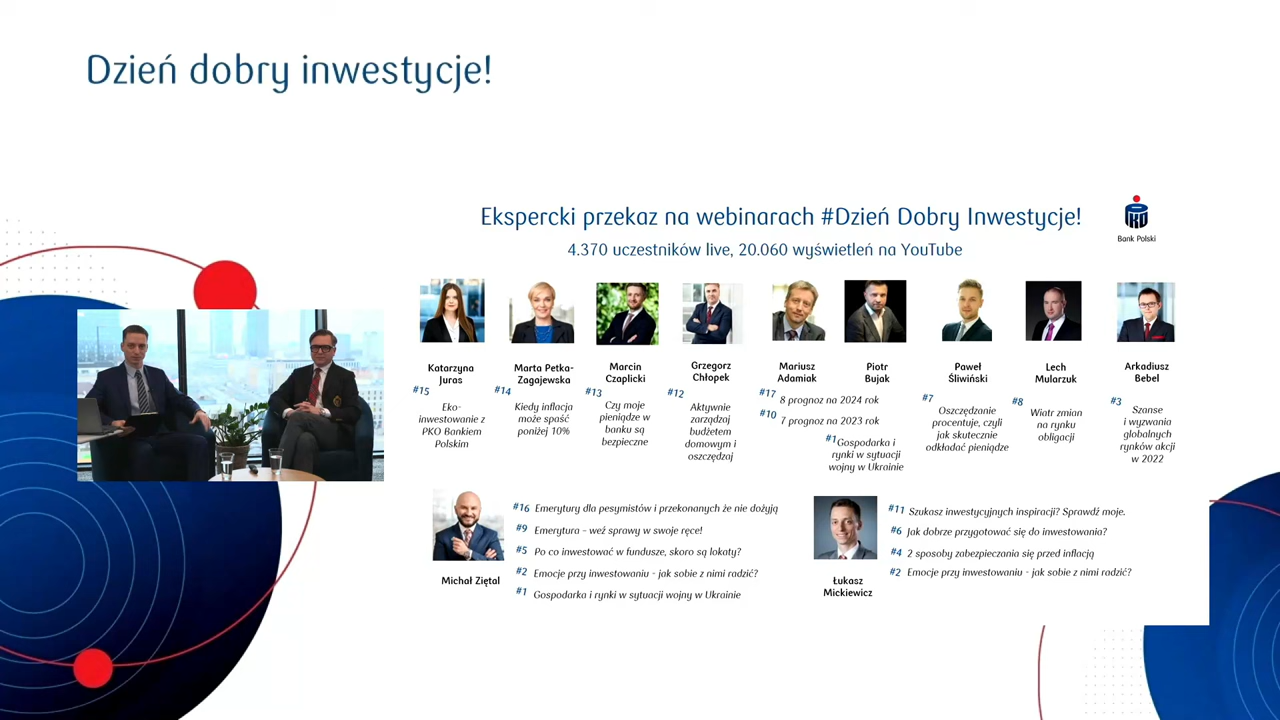 Dzień dobry inwestycje!
Ekspercki przekaz na webinarach #Dzień Dobry Inwestycje!
4.370 uczestników live, 20.060 wyświetleń na YouTube
PKO
Bank Polski
Katarzyna
Juras
#15
Eko-
inwestowanie z
PKO Bankiem
Polskim
Marta Petka-
Zagajewska
#14
Kiedy inflacja
może spaść
poniżej 10%
Marcin
Czaplicki
#13
Czy moje
pieniądze w
banku są
bezpieczne
Grzegorz
Chłopek
#12
Aktywnie
zarządzaj
budżetem
domowym i
oszczędzaj
Mariusz
Adamiak
#17 8 prognoz na 2024 rok
#10 7 prognoz na 2023 rok
Piotr
Bujak
#1 Gospodarka i
rynki w sytuacji
wojny w Ukrainie
Paweł
Śliwiński
#7
Oszczędzanie
procentuje, czyli
jak skutecznie
odkładać pieniądze
Lech
Mularzuk
#8
Wiatr zmian
na rynku
obligacji
Arkadiusz
Bebel
#3
Szanse
i wyzwania
globalnych
rynków akcji
w 2022
Michał Ziętal
#16 Emerytury dla pesymistów i przekonanych że nie dożyją
#9 Emerytura – weź sprawy w swoje ręce!
#5 Po co inwestować w fundusze, skoro są lokaty?
#2 Emocje przy inwestowaniu - jak sobie z nimi radzić?
#1 Gospodarka i rynki w sytuacji wojny w Ukrainie
Łukasz
Mickiewicz
#11 Szukasz inwestycyjnych inspiracji? Sprawdź moje.
#6 Jak dobrze przygotować się do inwestowania?
#4 2 sposoby zabezpieczania się przed inflacją
#2 Emocje przy inwestowaniu - jak sobie z nimi radzić?